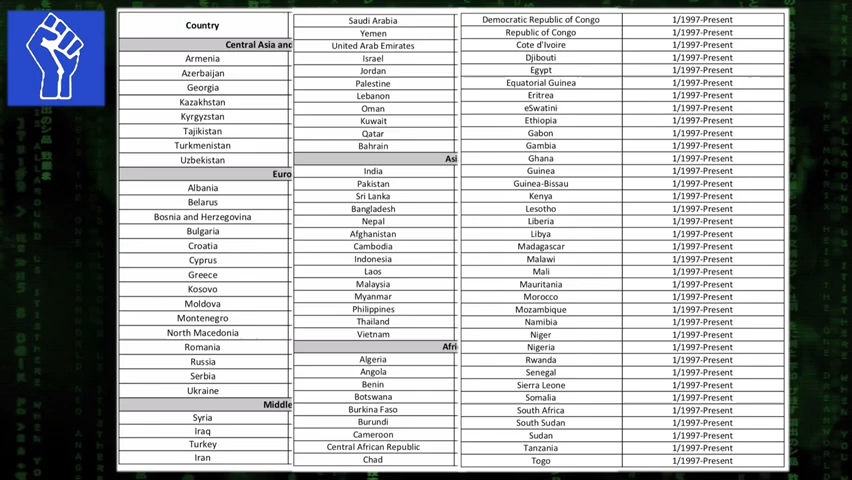 Country
Central Asia and
Armenia
Azerbaijan
Georgia
Kazakhstan
Kyrgyzstan
Tajikistan
Turkmenistan
Uzbekistan
Euro
Albania
Belarus
Bosnia and Herzegovina
Bulgaria
Croatia
Cyprus
Greece
Kosovo
Moldova
Montenegro
North Macedonia
Romania
Russia
Serbia
Ukraine
Middle
Syria
Iraq
Turkey
Iran
Saudi Arabia
Yemen
United Arab Emirates
Israel
Jordan
Palestine
Lebanon
Oman
Kuwait
Qatar
Bahrain
Asi
India
Pakistan
Sri Lanka
Bangladesh
Nepal
Afghanistan
Cambodia
Indonesia
Laos
Malaysia
Myanmar
Philippines
Thailand
Vietnam
Afri
Algeria
Angola
Benin
Botswana
Burkina Faso
Burundi
Cameroon
Central African Republic
Chad
Democratic Republic of Congo 1/1997-Present
Republic of Congo 1/1997-Present
Cote d'Ivoire 1/1997-Present
Djibouti 1/1997-Present
Egypt 1/1997-Present
Equatorial Guinea 1/1997-Present
Eritrea 1/1997-Present
eSwatini 1/1997-Present
Ethiopia 1/1997-Present
Gabon 1/1997-Present
Gambia 1/1997-Present
Ghana 1/1997-Present
Guinea 1/1997-Present
Guinea-Bissau 1/1997-Present
Kenya 1/1997-Present
Lesotho 1/1997-Present
Liberia 1/1997-Present
Libya 1/1997-Present
Madagascar 1/1997-Present
Malawi 1/1997-Present
Mali 1/1997-Present
Mauritania 1/1997-Present
Morocco 1/1997-Present
Mozambique 1/1997-Present
Namibia 1/1997-Present
Niger 1/1997-Present
Nigeria 1/1997-Present
Rwanda 1/1997-Present
Senegal 1/1997-Present
Sierra Leone 1/1997-Present
Somalia 1/1997-Present
South Africa 1/1997-Present
South Sudan 1/1997-Present
Sudan 1/1997-Present
Tanzania 1/1997-Present
Togo 1/1997-Present